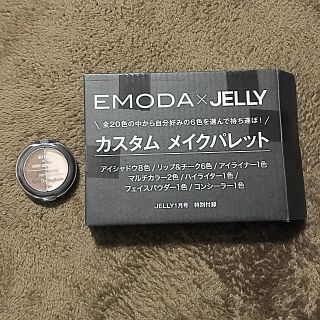 EMODA×JELLY
\ 全20色の中から自分好みの6色を選んで持ち運ぶ! /
カスタム メイクパレット
アイシャドウ8色 / リップ&チーク6色 / アイライナー1色
マルチカラー2色 / ハイライター1色 /
フェイスパウダー1色 / コンシーラー1色
JELLY1月号 特別付録